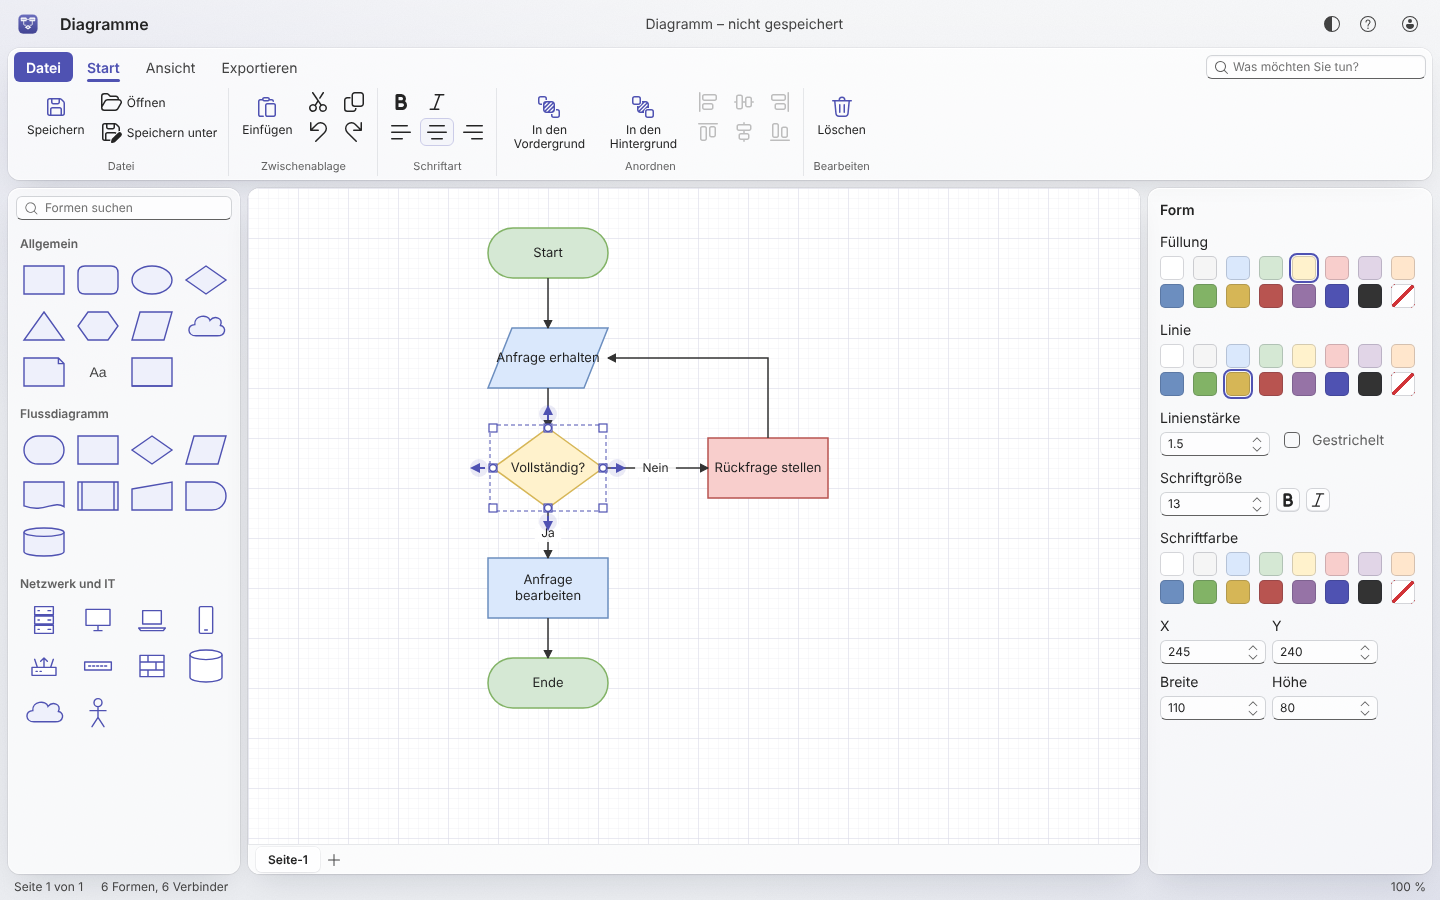 Diagramme
Diagramm – nicht gespeichert
Datei
Start
Ansicht
Exportieren
Was möchten Sie tun?
Speichern
Öffnen
Speichern unter
Datei
Einfügen
Zwischenablage
B
I
Schriftart
In den
Vordergrund
In den
Hintergrund
Anordnen
Löschen
Bearbeiten
Formen suchen
Allgemein
Aa
Flussdiagramm
Netzwerk und IT
Start
Anfrage erhalten
Vollständig?
Nein
Rückfrage stellen
Ja
Anfrage
bearbeiten
Ende
Seite-1
Form
Füllung
Linie
Linienstärke
1.5
Gestrichelt
Schriftgröße
13
B
I
Schriftfarbe
X
Y
245
240
Breite
Höhe
110
80
Seite 1 von 1
6 Formen, 6 Verbinder
100 %